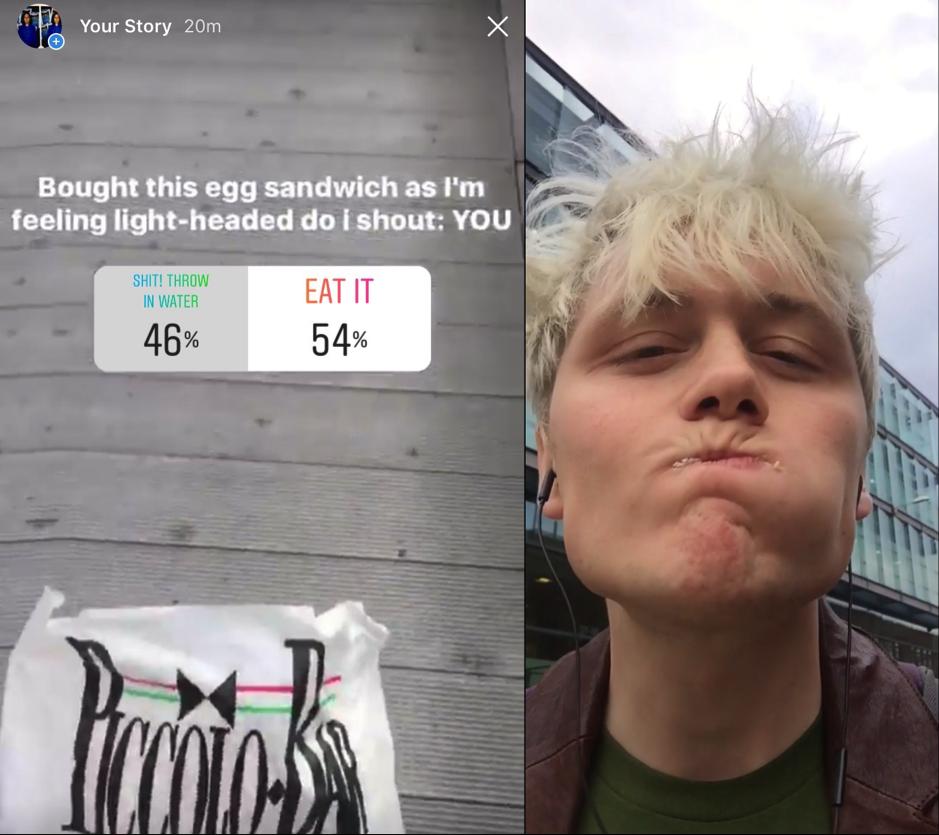 Your Story 20m
Bought this egg sandwich as I'm
feeling light-headed do i shout: YOU
SHIT! THROW
IN WATER
EAT IT
46%
54%
PICCOLO BAR